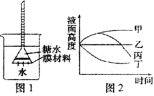 糖水
膜材料
水
图1
液面高度
甲
乙
丙
丁
时间
图2